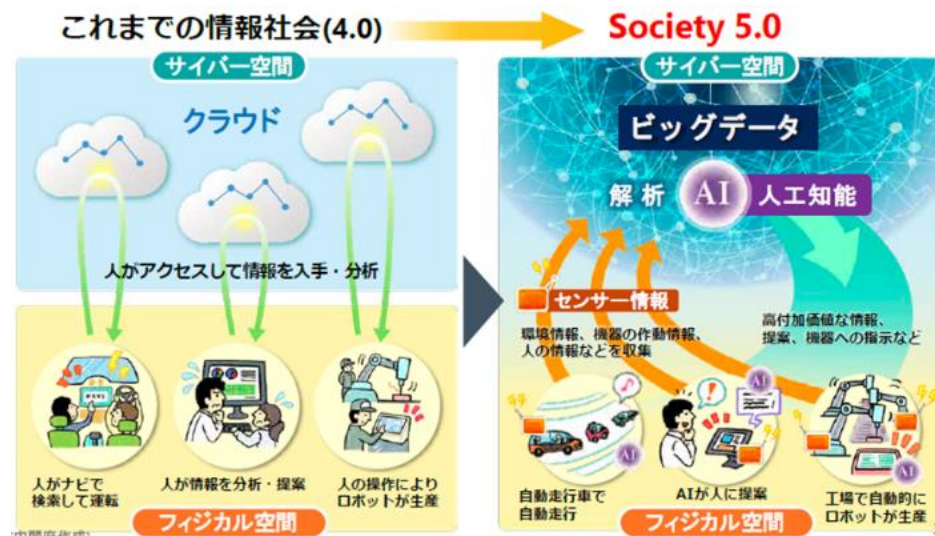 これまでの情報社会(4.0)
Society 5.0
サイバー空間
クラウド
人がアクセスして情報を入手・分析
人がナビで
検索して運転
人が情報を分析・提案
人の操作により
ロボットが生産
フィジカル空間
サイバー空間
ビッグデータ
解析
AI
人工知能
センサー情報
環境情報、機器の作動情報、
人の情報などを収集
高付加価値な情報、
提案、機器への指示など
AI
AI
AI
自動走行車で
自動走行
AIが人に提案
工場で自動的に
ロボットが生産
フィジカル空間